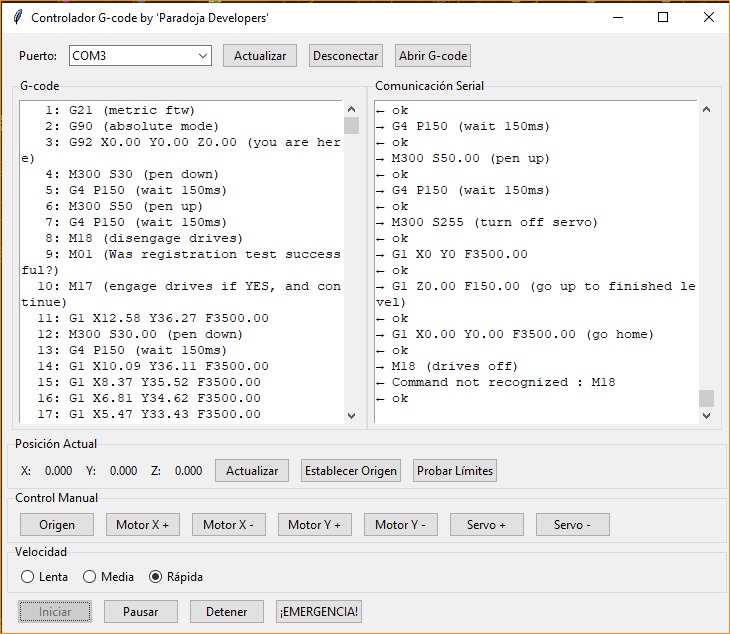 Controlador G-code by 'Paradoja Developers'
Puerto: COM3 Actualizar Desconectar Abrir G-code
G-code
1: G21 (metric ftw)
2: G90 (absolute mode)
3: G92 X0.00 Y0.00 Z0.00 (you are her
e)
4: M300 S30 (pen down)
5: G4 P150 (wait 150ms)
6: M300 S50 (pen up)
7: G4 P150 (wait 150ms)
8: M18 (disengage drives)
9: M01 (Was registration test success
ful?)
10: M17 (engage drives if YES, and con
tinue)
11: G1 X12.58 Y36.27 F3500.00
12: M300 S30.00 (pen down)
13: G4 P150 (wait 150ms)
14: G1 X10.09 Y36.11 F3500.00
15: G1 X8.37 Y35.52 F3500.00
16: G1 X6.81 Y34.62 F3500.00
17: G1 X5.47 Y33.43 F3500.00
Comunicación Serial
← ok
→ G4 P150 (wait 150ms)
← ok
→ M300 S50.00 (pen up)
← ok
→ G4 P150 (wait 150ms)
← ok
→ M300 S255 (turn off servo)
← ok
→ G1 X0 Y0 F3500.00
← ok
→ G1 Z0.00 F150.00 (go up to finished le
vel)
← ok
→ G1 X0.00 Y0.00 F3500.00 (go home)
← ok
→ M18 (drives off)
← Command not recognized : M18
← ok
Posición Actual
X: 0.000 Y: 0.000 Z: 0.000 Actualizar Establecer Origen Probar Límites
Control Manual
Origen Motor X + Motor X - Motor Y + Motor Y - Servo + Servo -
Velocidad
Lenta Media Rápida
Iniciar Pausar Detener ¡EMERGENCIA!